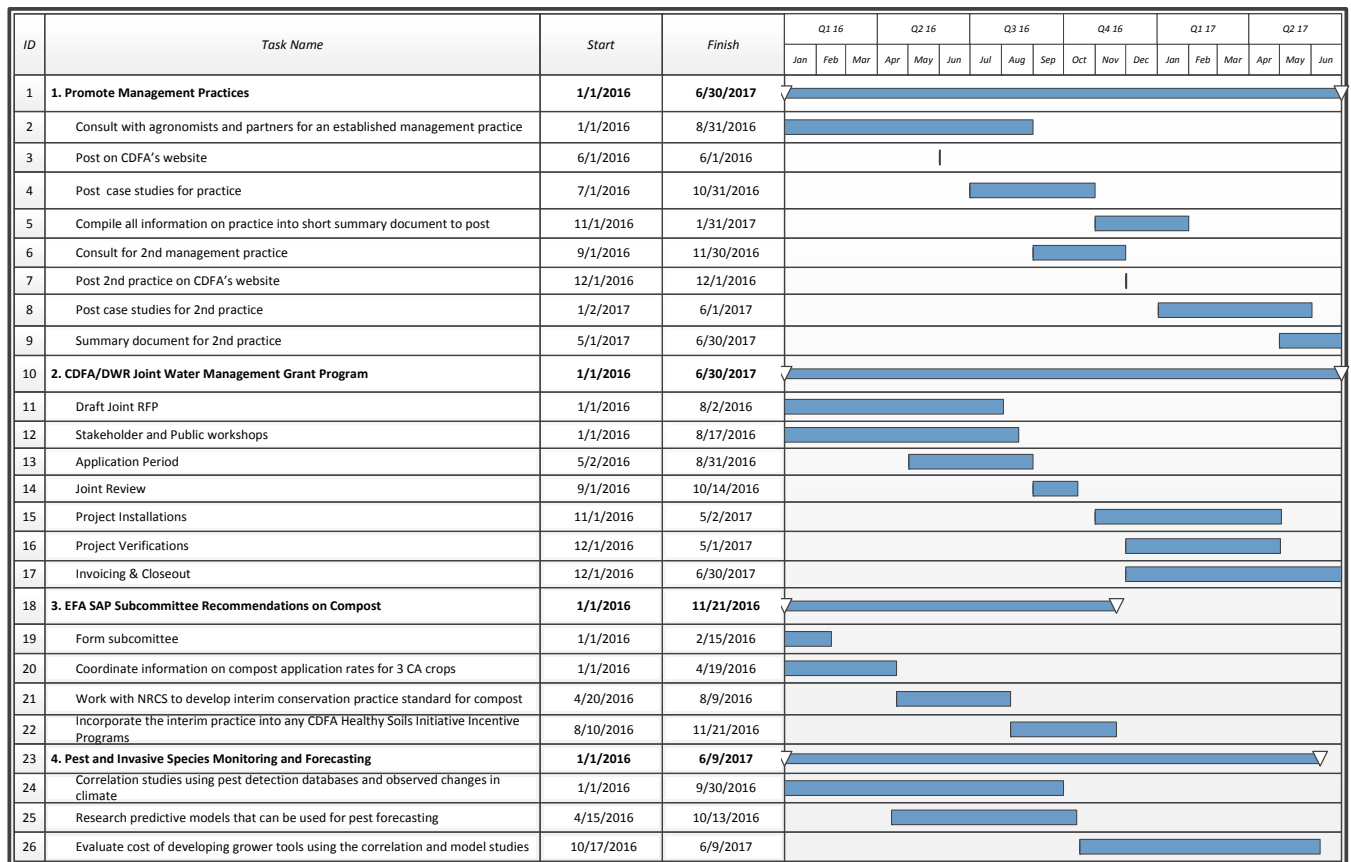 ID Task Name Start Finish Q1 16 Q2 16 Q3 16 Q4 16 Q1 17 Q2 17
Jan Feb Mar Apr May Jun Jul Aug Sep Oct Nov Dec Jan Feb Mar Apr May Jun
1 1. Promote Management Practices 1/1/2016 6/30/2017
2 Consult with agronomists and partners for an established management practice 1/1/2016 8/31/2016
3 Post on CDFA’s website 6/1/2016 6/1/2016
4 Post case studies for practice 7/1/2016 10/31/2016
5 Compile all information on practice into short summary document to post 11/1/2016 1/31/2017
6 Consult for 2nd management practice 9/1/2016 11/30/2016
7 Post 2nd practice on CDFA’s website 12/1/2016 12/1/2016
8 Post case studies for 2nd practice 1/2/2017 6/1/2017
9 Summary document for 2nd practice 5/1/2017 6/30/2017
10 2. CDFA/DWR Joint Water Management Grant Program 1/1/2016 6/30/2017
11 Draft Joint RFP 1/1/2016 8/2/2016
12 Stakeholder and Public workshops 1/1/2016 8/17/2016
13 Application Period 5/2/2016 8/31/2016
14 Joint Review 9/1/2016 10/14/2016
15 Project Installations 11/1/2016 5/2/2017
16 Project Verifications 12/1/2016 5/1/2017
17 Invoicing & Closeout 12/1/2016 6/30/2017
18 3. EFA SAP Subcommittee Recommendations on Compost 1/1/2016 11/21/2016
19 Form subcomittee 1/1/2016 2/15/2016
20 Coordinate information on compost application rates for 3 CA crops 1/1/2016 4/19/2016
21 Work with NRCS to develop interim conservation practice standard for compost 4/20/2016 8/9/2016
22 Incorporate the interim practice into any CDFA Healthy Soils Initiative Incentive
Programs 8/10/2016 11/21/2016
23 4. Pest and Invasive Species Monitoring and Forecasting 1/1/2016 6/9/2017
24 Correlation studies using pest detection databases and observed changes in
climate 1/1/2016 9/30/2016
25 Research predictive models that can be used for pest forecasting 4/15/2016 10/13/2016
26 Evaluate cost of developing grower tools using the correlation and model studies 10/17/2016 6/9/2017